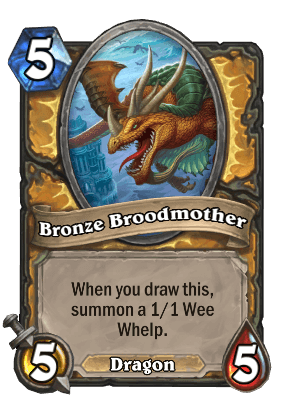 5
Bronze Broodmother
When you draw this,
summon a 1/1 Wee
Whelp.
5
Dragon
5